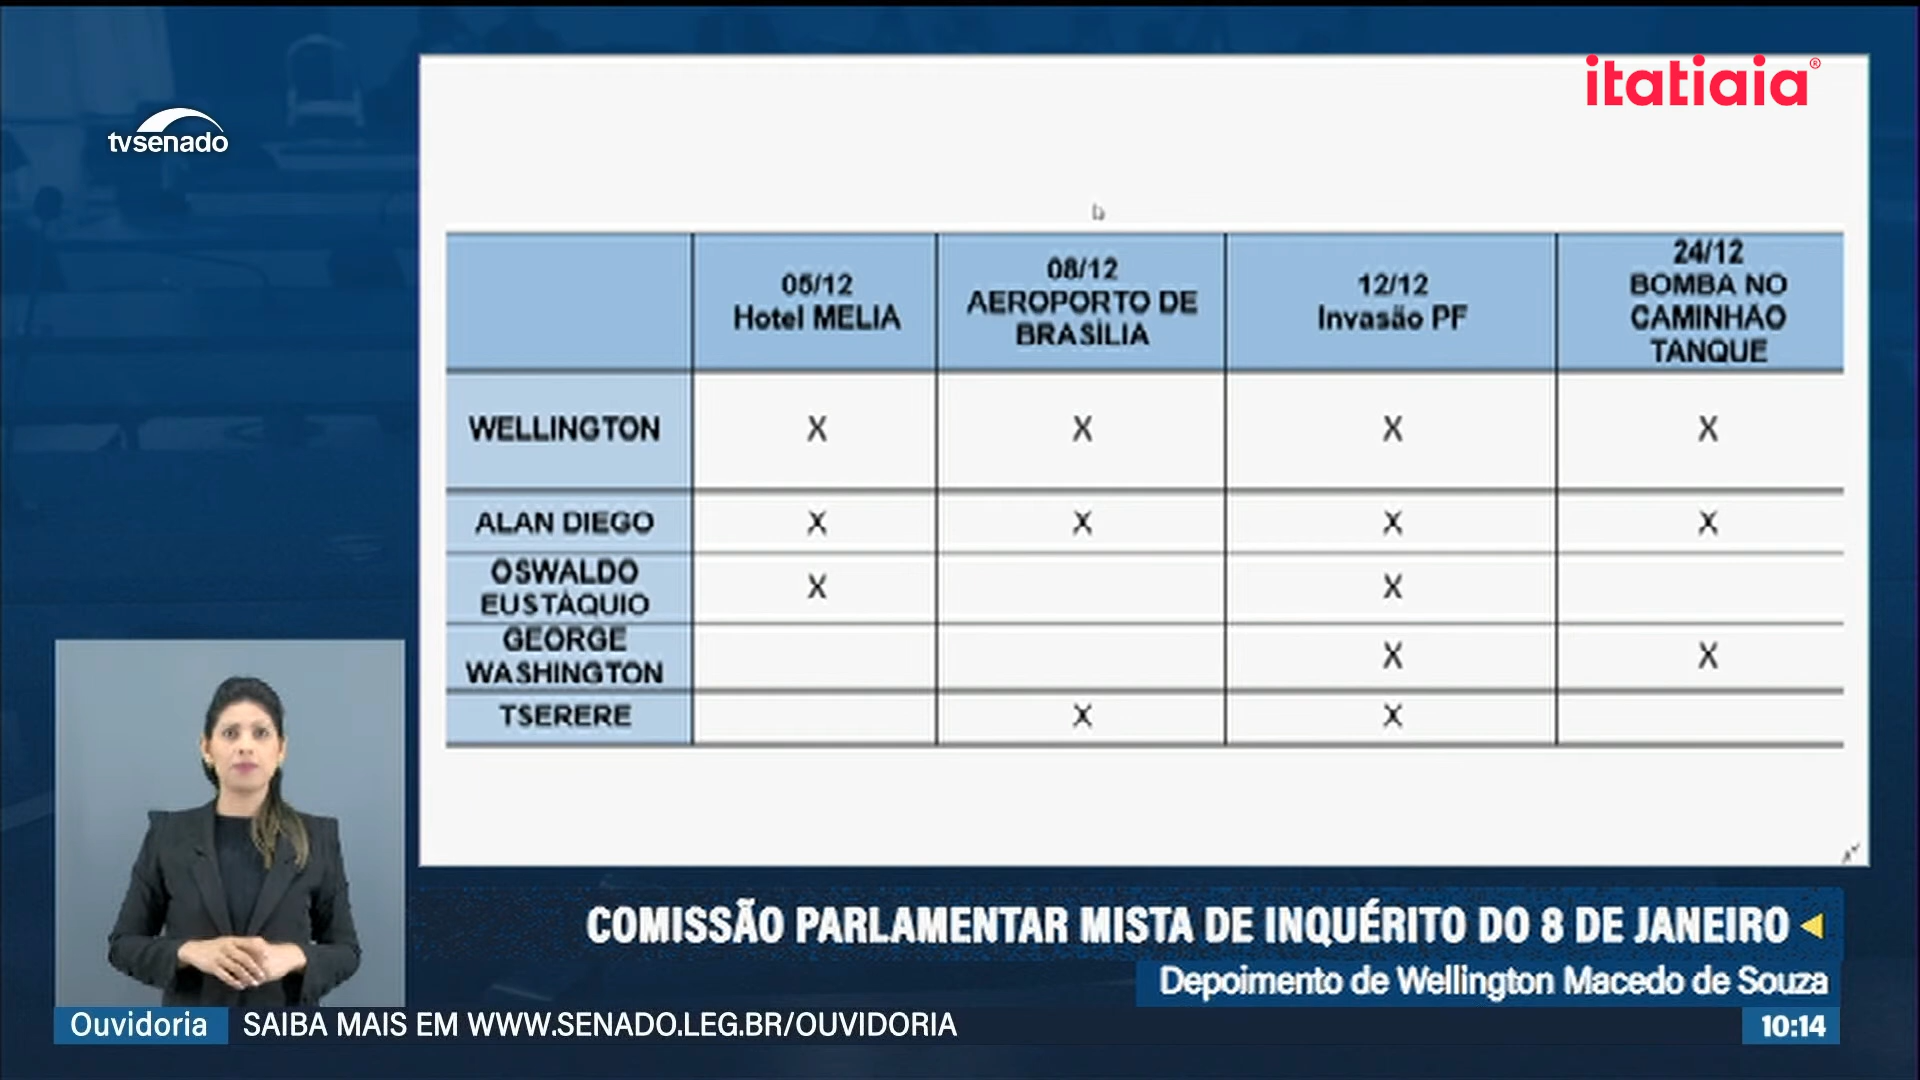 itatiaia®
tvsenado
05/12
Hotel MELIA
08/12
AEROPORTO DE
BRASÍLIA
12/12
Invasão PF
24/12
BOMBA NO
CAMINHÃO
TANQUE
WELLINGTON X X X X
ALAN DIEGO X X X X
OSWALDO
EUSTÁQUIO X X
GEORGE
WASHINGTON X X
TSERERE X X
COMISSÃO PARLAMENTAR MISTA DE INQUÉRITO DO 8 DE JANEIRO
Depoimento de Wellington Macedo de Souza
Ouvidoria SAIBA MAIS EM WWW.SENADO.LEG.BR/OUVIDORIA
10:14